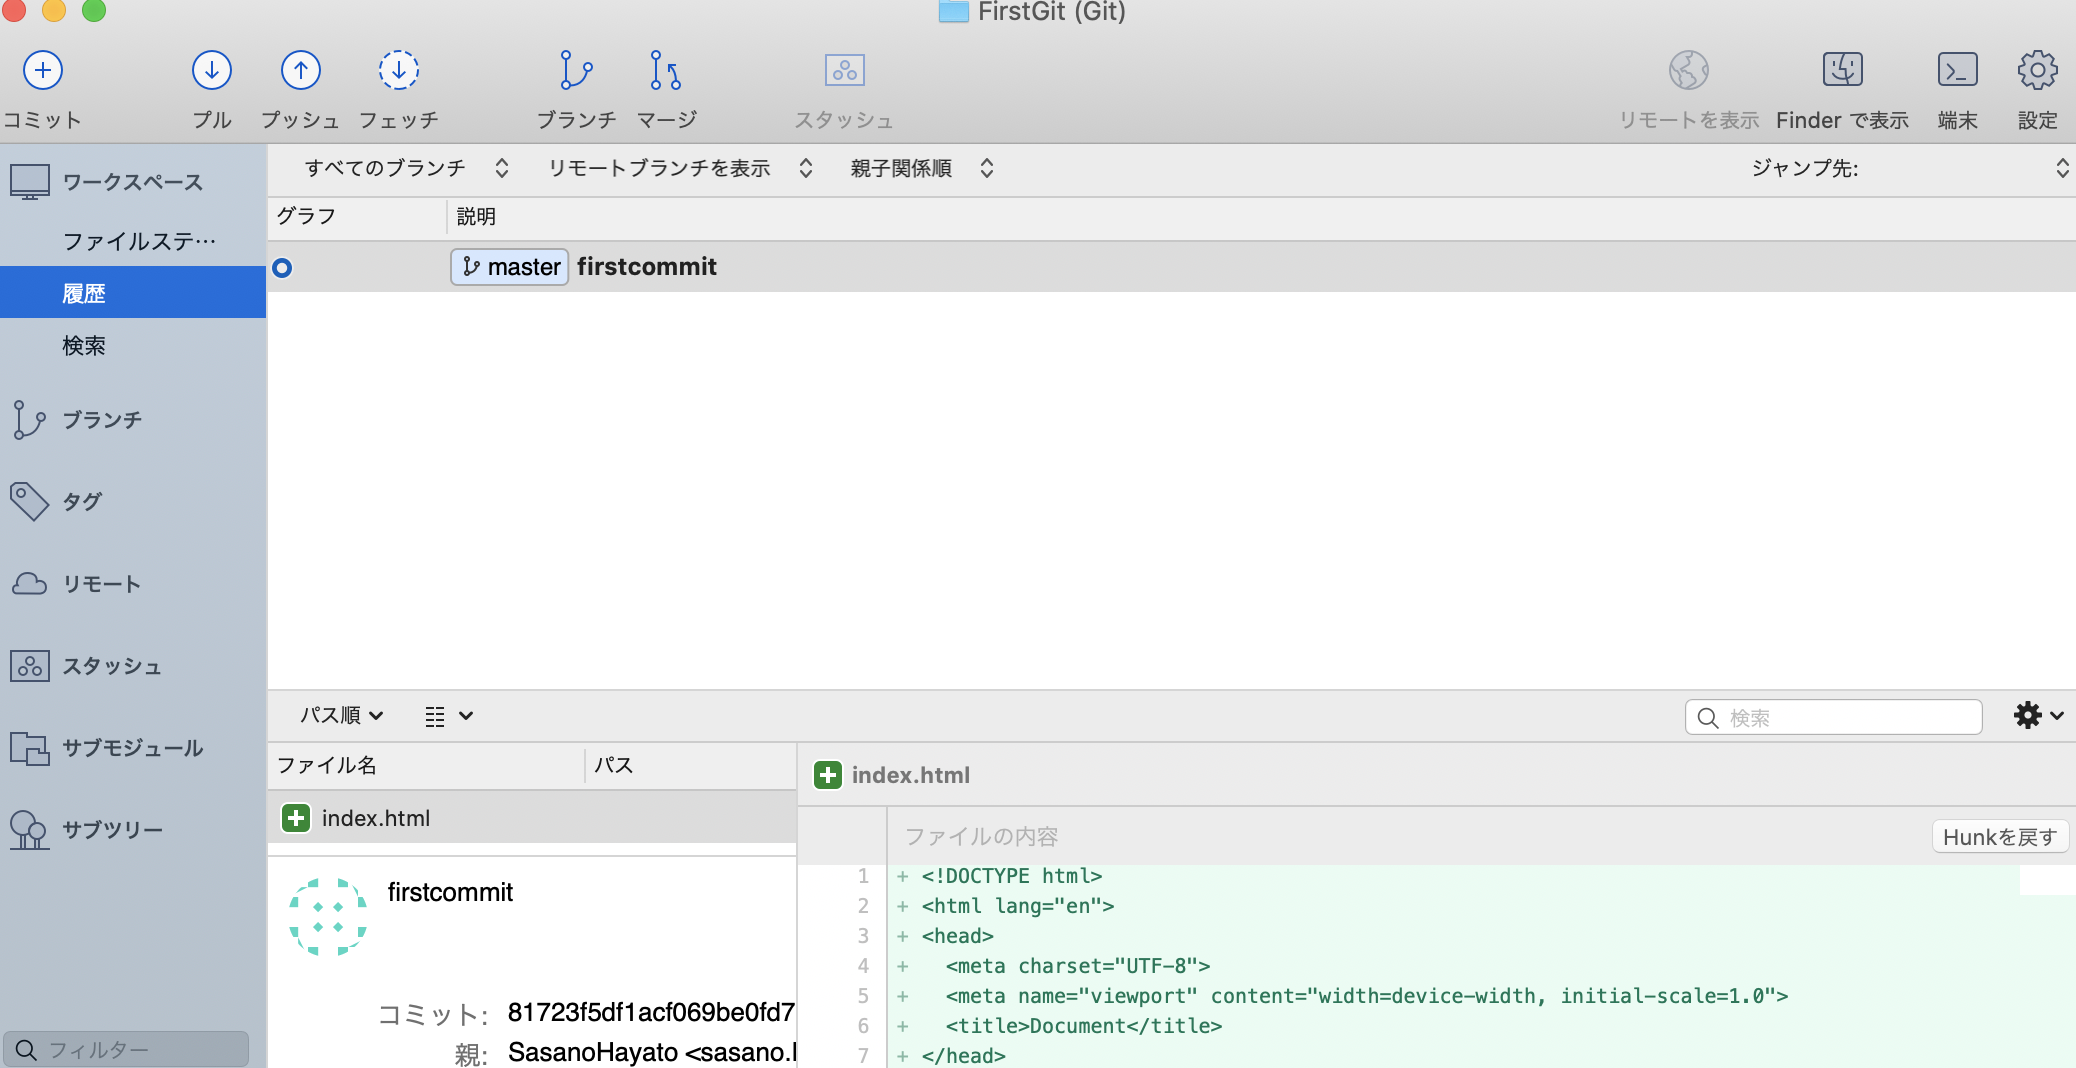 FirstGit (Git)
コミット プル プッシュ フェッチ ブランチ マージ スタッシュ リモートを表示 Finder で表示 端末 設定
ワークスペース
ファイルステ…
履歴
検索
ブランチ
タグ
リモート
スタッシュ
サブモジュール
サブツリー
フィルター
すべてのブランチ リモートブランチを表示 親子関係順 ジャンプ先:
グラフ 説明
master firstcommit
パス順 検索
ファイル名 パス
index.html
firstcommit
コミット: 81723f5df1acf069be0fd7
親: SasanoHayato <sasano.
index.html
ファイルの内容 Hunkを戻す
1 + <!DOCTYPE html>
2 + <html lang="en">
3 + <head>
4 + <meta charset="UTF-8">
5 + <meta name="viewport" content="width=device-width, initial-scale=1.0">
6 + <title>Document</title>
7 + </head>